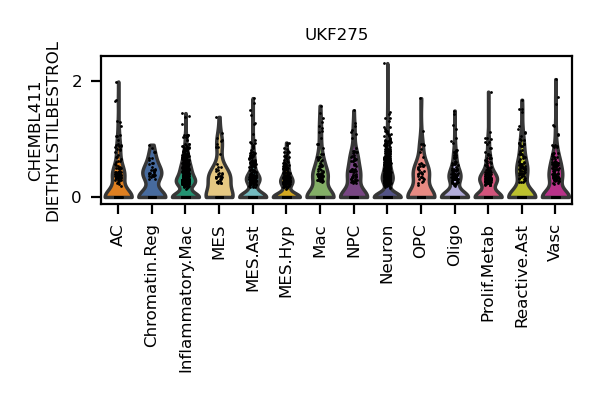 UKF275
CHEMBL411
DIETHYLSTILBESTROL
2
0
AC
Chromatin.Reg
Inflammatory.Mac
MES
MES.Ast
MES.Hyp
Mac
NPC
Neuron
OPC
Oligo
Prolif.Metab
Reactive.Ast
Vasc